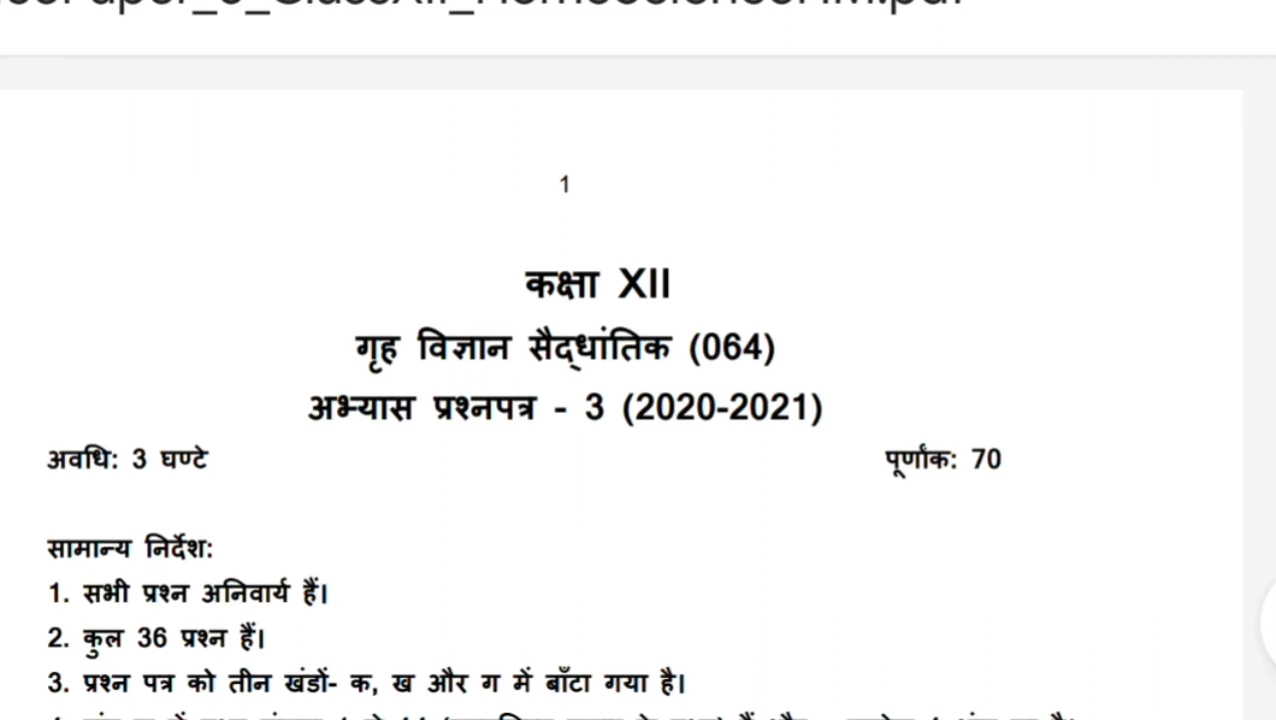 1
कक्षा XII
गृह विज्ञान सैद्धांतिक (064)
अभ्यास प्रश्नपत्र - 3 (2020-2021)
अवधि: 3 घण्टे पूर्णांक: 70
सामान्य निर्देश:
1. सभी प्रश्न अनिवार्य हैं।
2. कुल 36 प्रश्न हैं।
3. प्रश्न पत्र को तीन खंडों- क, ख और ग में बाँटा गया है।